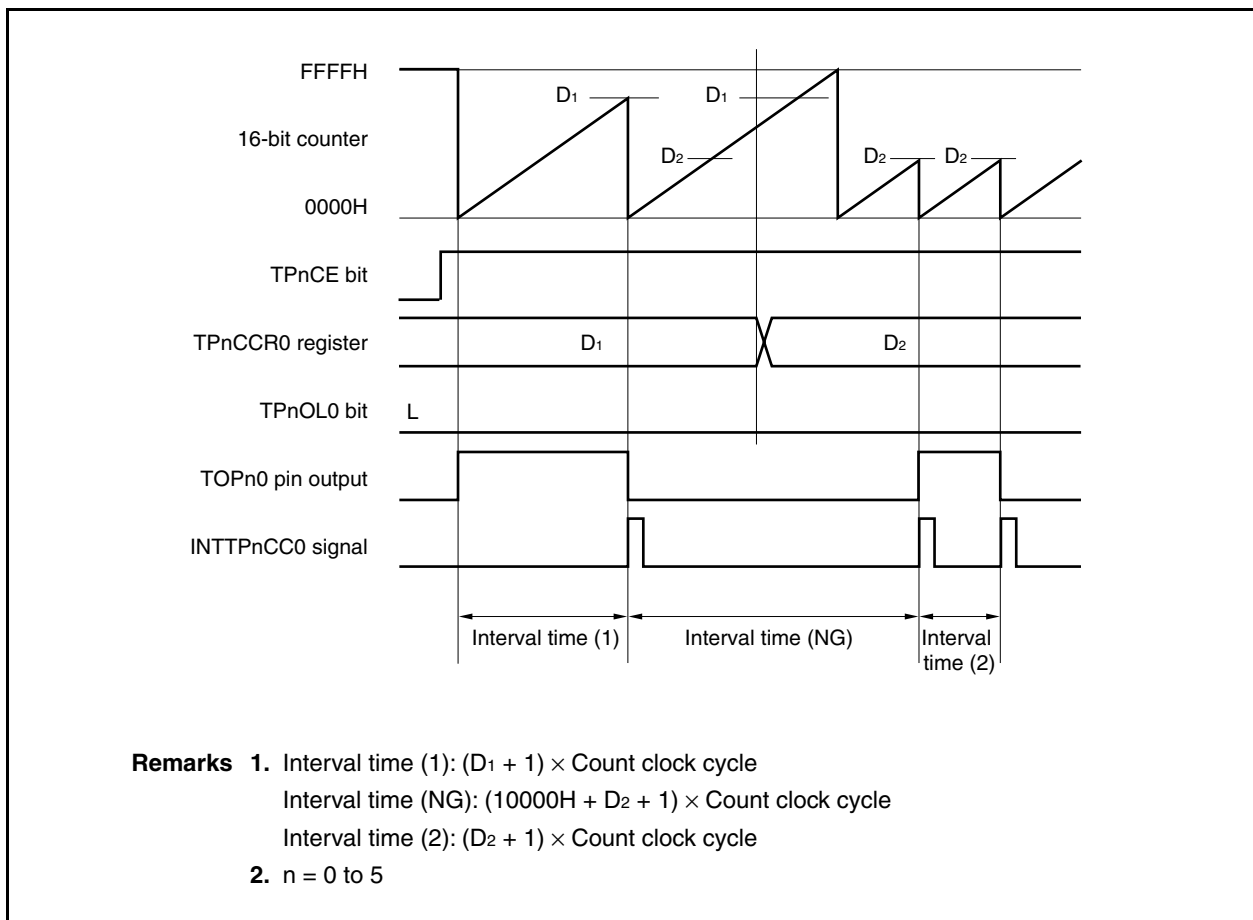 FFFFH
D1
D1
16-bit counter
D2
D2
D2
0000H
TPnCE bit
TPnCCR0 register
D1
D2
TPnOL0 bit
L
TOPn0 pin output
INTTPnCC0 signal
Interval time (1)
Interval time (NG)
Interval
time (2)
Remarks 1. Interval time (1): (D1 + 1) × Count clock cycle
Interval time (NG): (10000H + D2 + 1) × Count clock cycle
Interval time (2): (D2 + 1) × Count clock cycle
2. n = 0 to 5